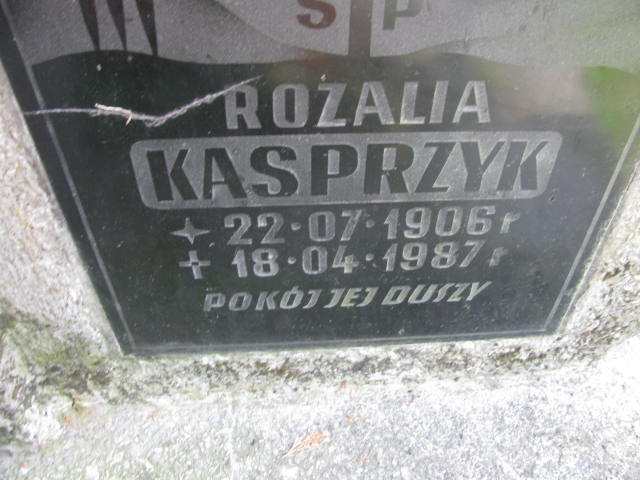 S P
ROZALIA
KASPRZYK
22·07·1906 r
18·04·1987 r
POKÓJ JEJ DUSZY